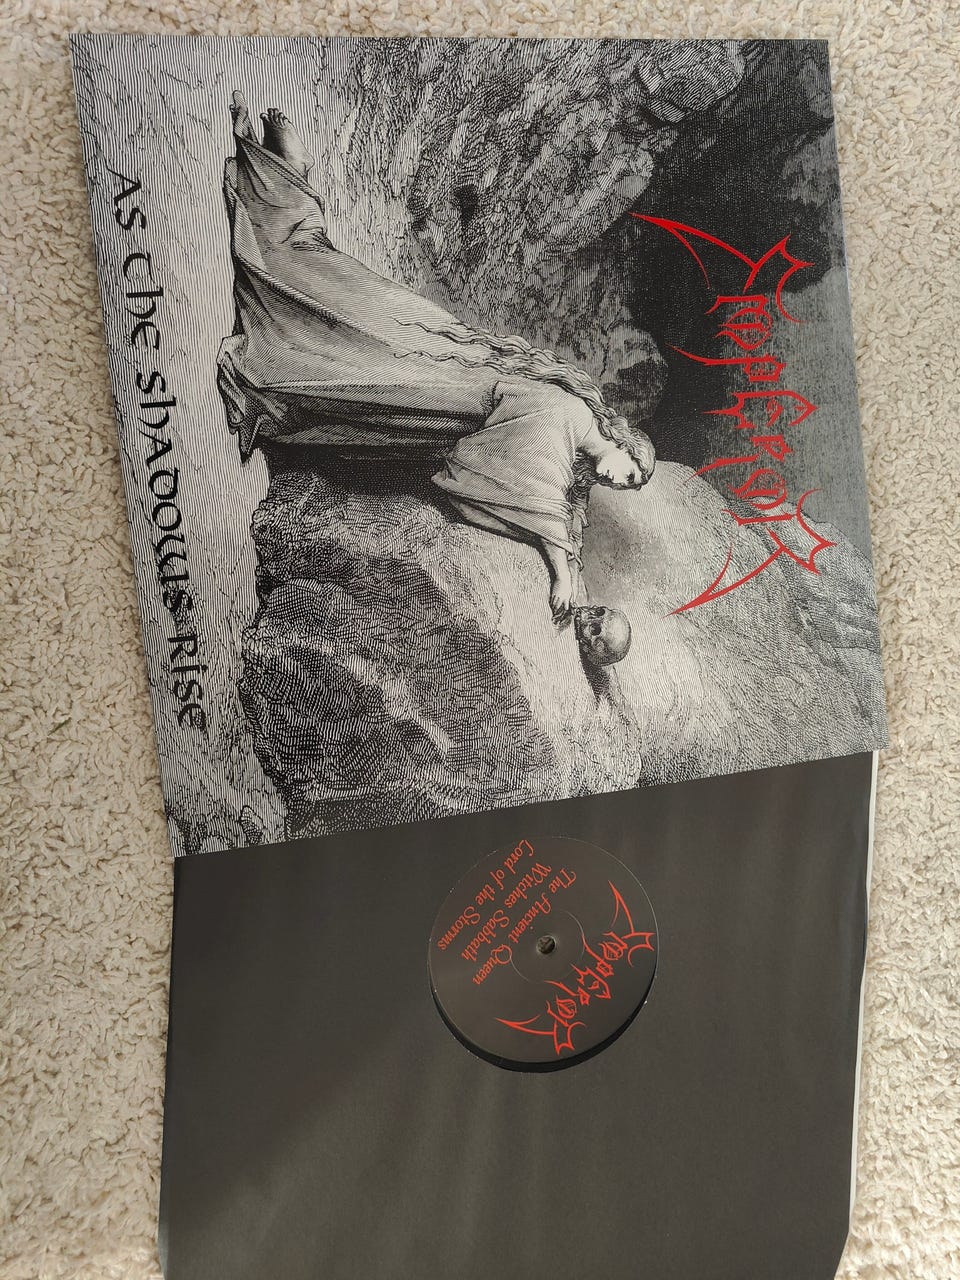 EMPEROR
As The Shadows Rise
EMPEROR
The Ancient Queen
Witches Sabbath
Lord of the Storms